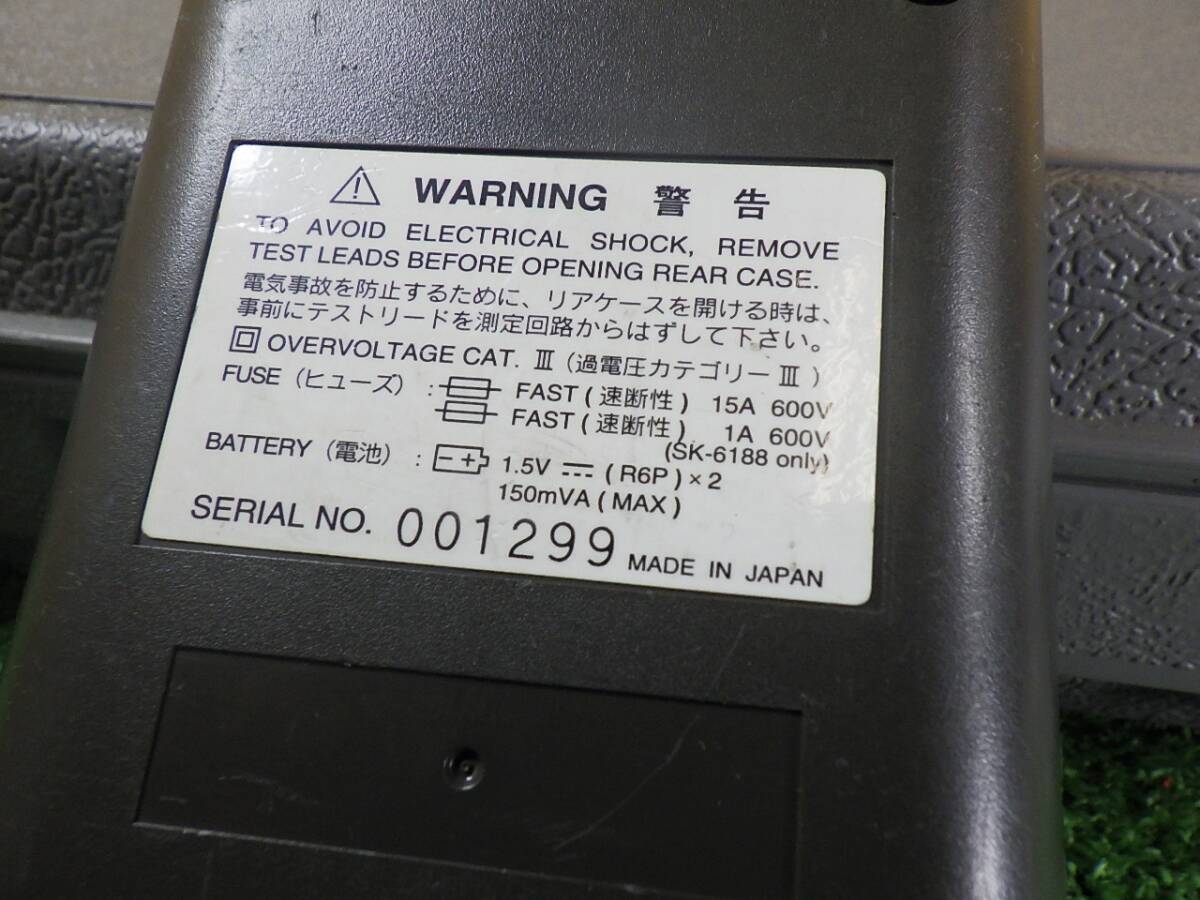 WARNING 警告
TO AVOID ELECTRICAL SHOCK, REMOVE
TEST LEADS BEFORE OPENING REAR CASE.
電気事故を防止するために、リアケースを開ける時は、
事前にテストリードを測定回路からはずして下さい。
OVERVOLTAGE CAT. Ⅲ (過電圧カテゴリー Ⅲ)
FUSE (ヒューズ) : FAST (速断性) 15A 600V
FAST (速断性) 1A 600V
(SK-6188 only)
BATTERY (電池) : 1.5V (R6P) × 2
150mVA (MAX)
SERIAL NO. 001299 MADE IN JAPAN